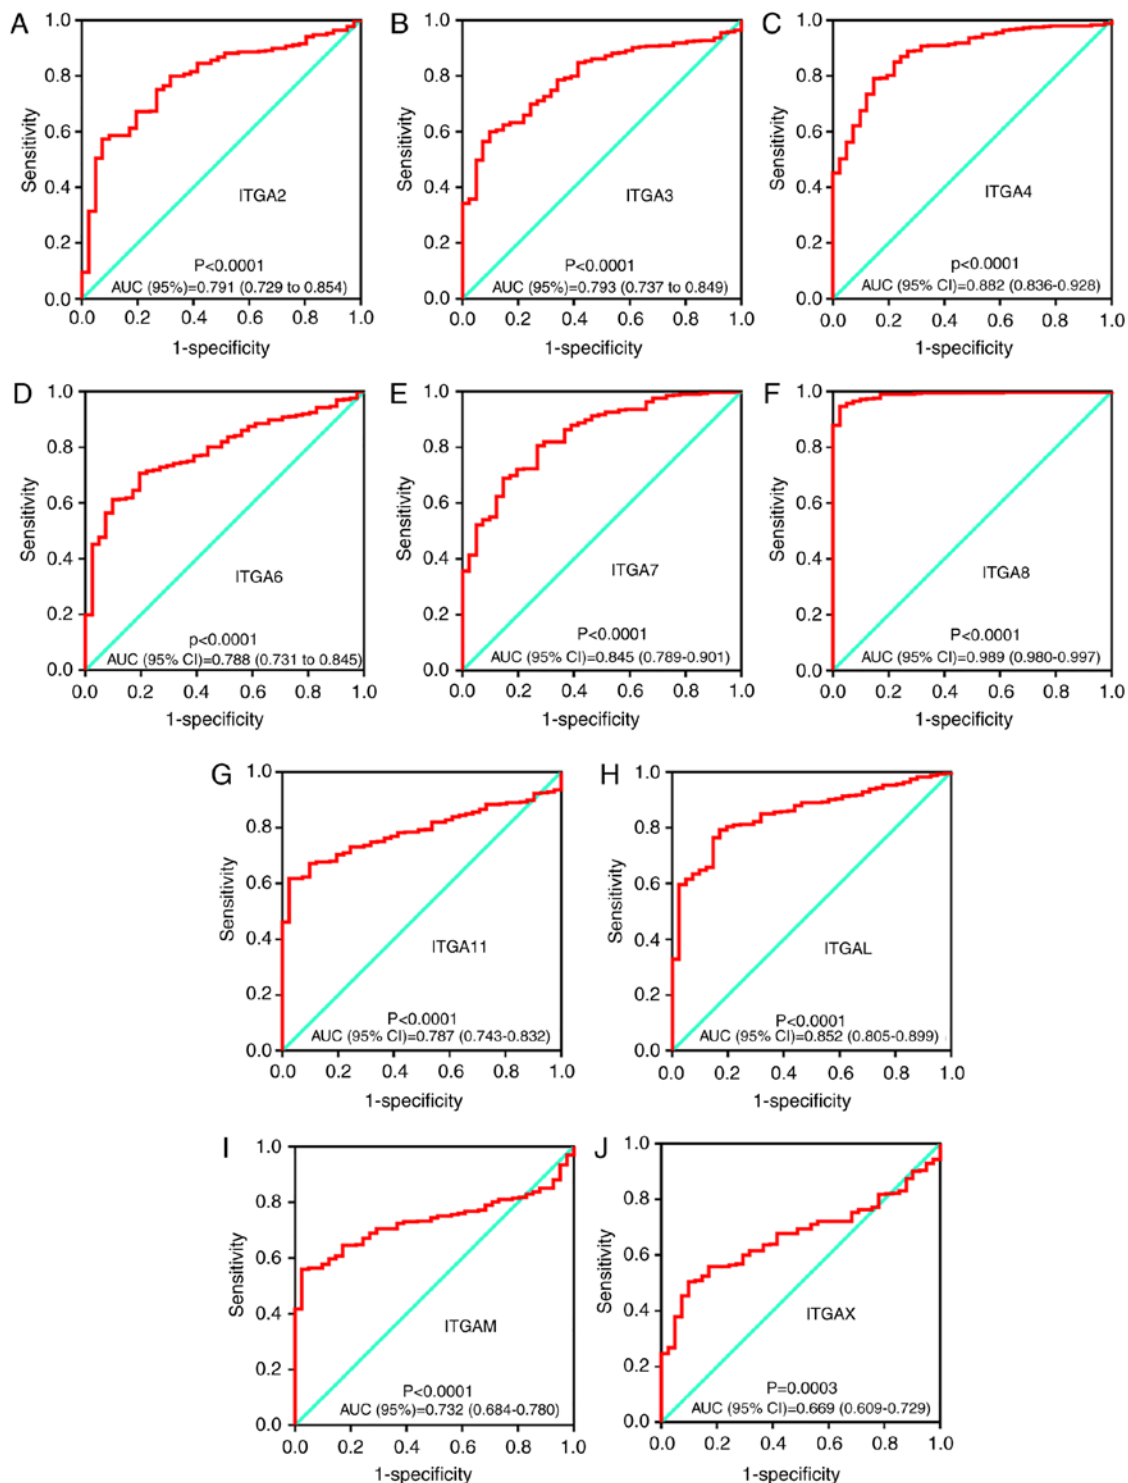 A
1.0
0.8
0.6
0.4
0.2
0.0
Sensitivity
ITGA2
P<0.0001
AUC (95%)=0.791 (0.729 to 0.854)
0.0 0.2 0.4 0.6 0.8 1.0
1-specificity
B
1.0
0.8
0.6
0.4
0.2
0.0
Sensitivity
ITGA3
P<0.0001
AUC (95%)=0.793 (0.737 to 0.849)
0.0 0.2 0.4 0.6 0.8 1.0
1-specificity
C
1.0
0.8
0.6
0.4
0.2
0.0
Sensitivity
ITGA4
p<0.0001
AUC (95% CI)=0.882 (0.836-0.928)
0.0 0.2 0.4 0.6 0.8 1.0
1-specificity
D
1.0
0.8
0.6
0.4
0.2
0.0
Sensitivity
ITGA6
p<0.0001
AUC (95% CI)=0.788 (0.731 to 0.845)
0.0 0.2 0.4 0.6 0.8 1.0
1-specificity
E
1.0
0.8
0.6
0.4
0.2
0.0
Sensitivity
ITGA7
P<0.0001
AUC (95% CI)=0.845 (0.789-0.901)
0.0 0.2 0.4 0.6 0.8 1.0
1-specificity
F
1.0
0.8
0.6
0.4
0.2
0.0
Sensitivity
ITGA8
P<0.0001
AUC (95% CI)=0.989 (0.980-0.997)
0.0 0.2 0.4 0.6 0.8 1.0
1-specificity
G
1.0
0.8
0.6
0.4
0.2
0.0
Sensitivity
ITGA11
P<0.0001
AUC (95% CI)=0.787 (0.743-0.832)
0.0 0.2 0.4 0.6 0.8 1.0
1-specificity
H
1.0
0.8
0.6
0.4
0.2
0.0
Sensitivity
ITGAL
P<0.0001
AUC (95% CI)=0.852 (0.805-0.899)
0.0 0.2 0.4 0.6 0.8 1.0
1-specificity
I
1.0
0.8
0.6
0.4
0.2
0.0
Sensitivity
ITGAM
P<0.0001
AUC (95%)=0.732 (0.684-0.780)
0.0 0.2 0.4 0.6 0.8 1.0
1-specificity
J
1.0
0.8
0.6
0.4
0.2
0.0
Sensitivity
ITGAX
P=0.0003
AUC (95% CI)=0.669 (0.609-0.729)
0.0 0.2 0.4 0.6 0.8 1.0
1-specificity